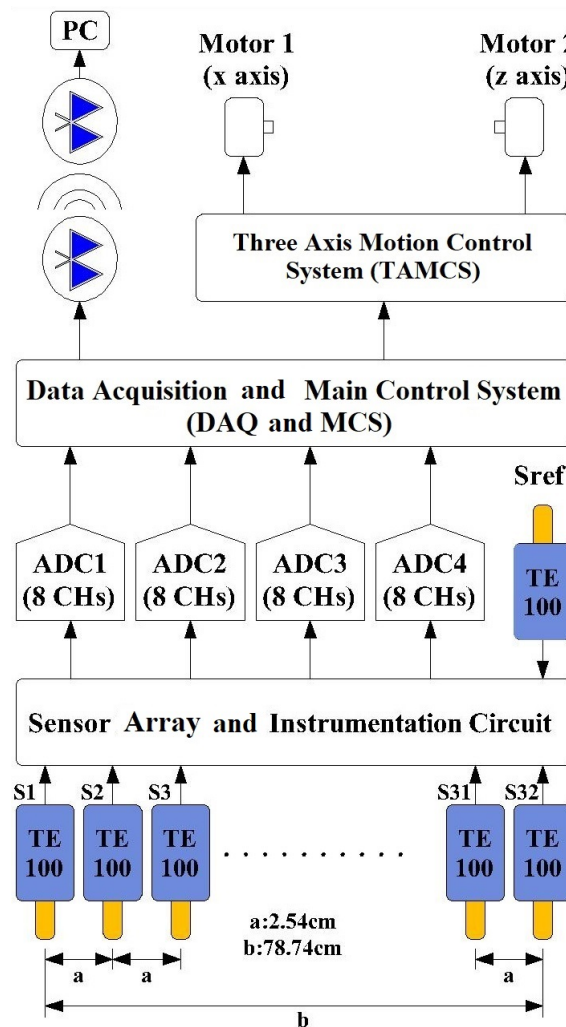 PC
Motor 1
(x axis)
Motor 2
(z axis)
Three Axis Motion Control
System (TAMCS)
Data Acquisition and Main Control System
(DAQ and MCS)
Sref
ADC1
(8 CHs)
ADC2
(8 CHs)
ADC3
(8 CHs)
ADC4
(8 CHs)
TE
100
Sensor Array and Instrumentation Circuit
S1
S2
S3
S31
S32
TE
100
TE
100
TE
100
. . . . . . . . . .
TE
100
TE
100
a:2.54cm
b:78.74cm
a
a
a
b